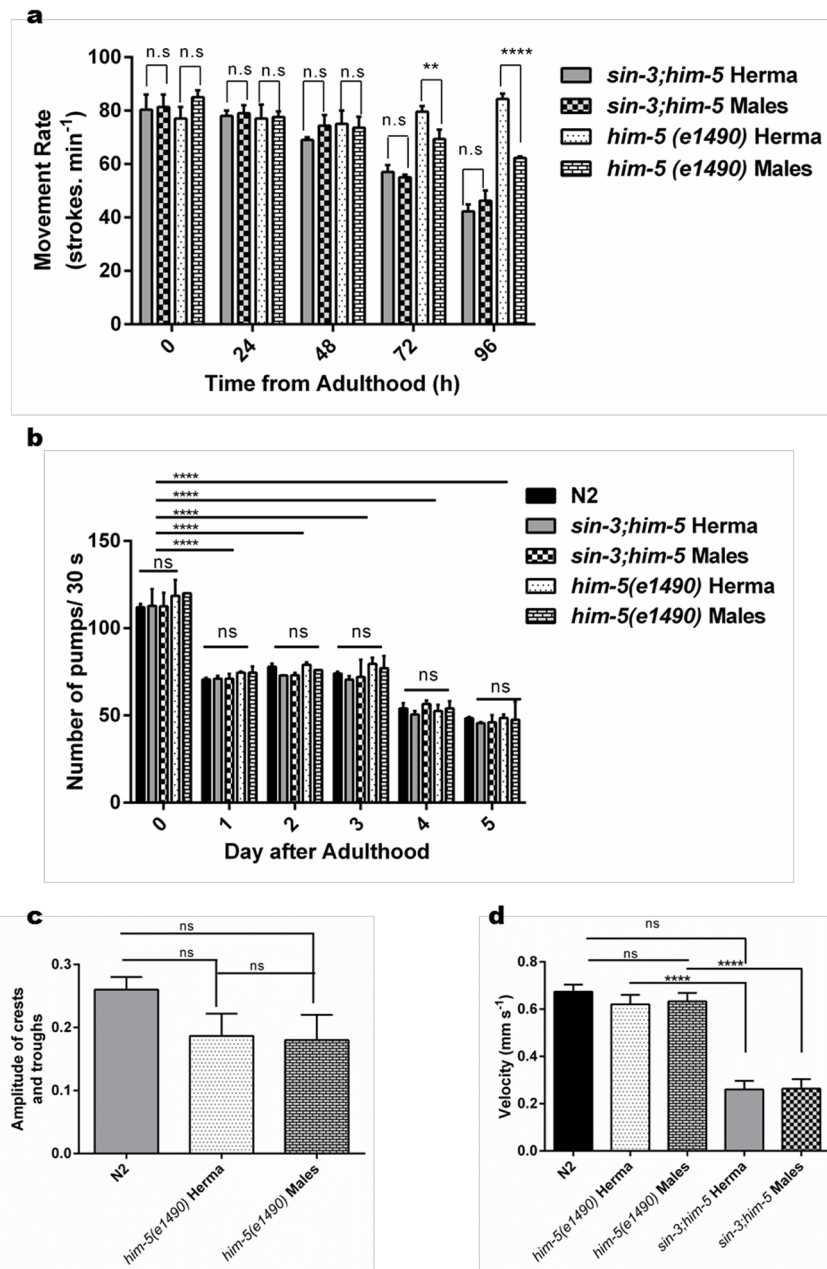 a
100
80
60
40
20
0
Movement Rate
(strokes. min-1)
n.s
n.s
n.s
n.s
n.s
n.s
n.s
**
n.s
****
0
24
48
72
96
Time from Adulthood (h)
sin-3;him-5 Herma
sin-3;him-5 Males
him-5 (e1490) Herma
him-5 (e1490) Males
b
****
****
****
****
****
ns
ns
ns
ns
ns
ns
150
100
50
0
Number of pumps/ 30 s
0
1
2
3
4
5
Day after Adulthood
N2
sin-3;him-5 Herma
sin-3;him-5 Males
him-5(e1490) Herma
him-5(e1490) Males
c
ns
ns
ns
0.3
0.2
0.1
0.0
Amplitude of crests
and troughs
N2
him-5(e1490) Herma
him-5(e1490) Males
d
ns
ns
****
****
0.8
0.6
0.4
0.2
0.0
Velocity (mm s-1)
N2
him-5(e1490) Herma
him-5(e1490) Males
sin-3;him-5 Herma
sin-3;him-5 Males